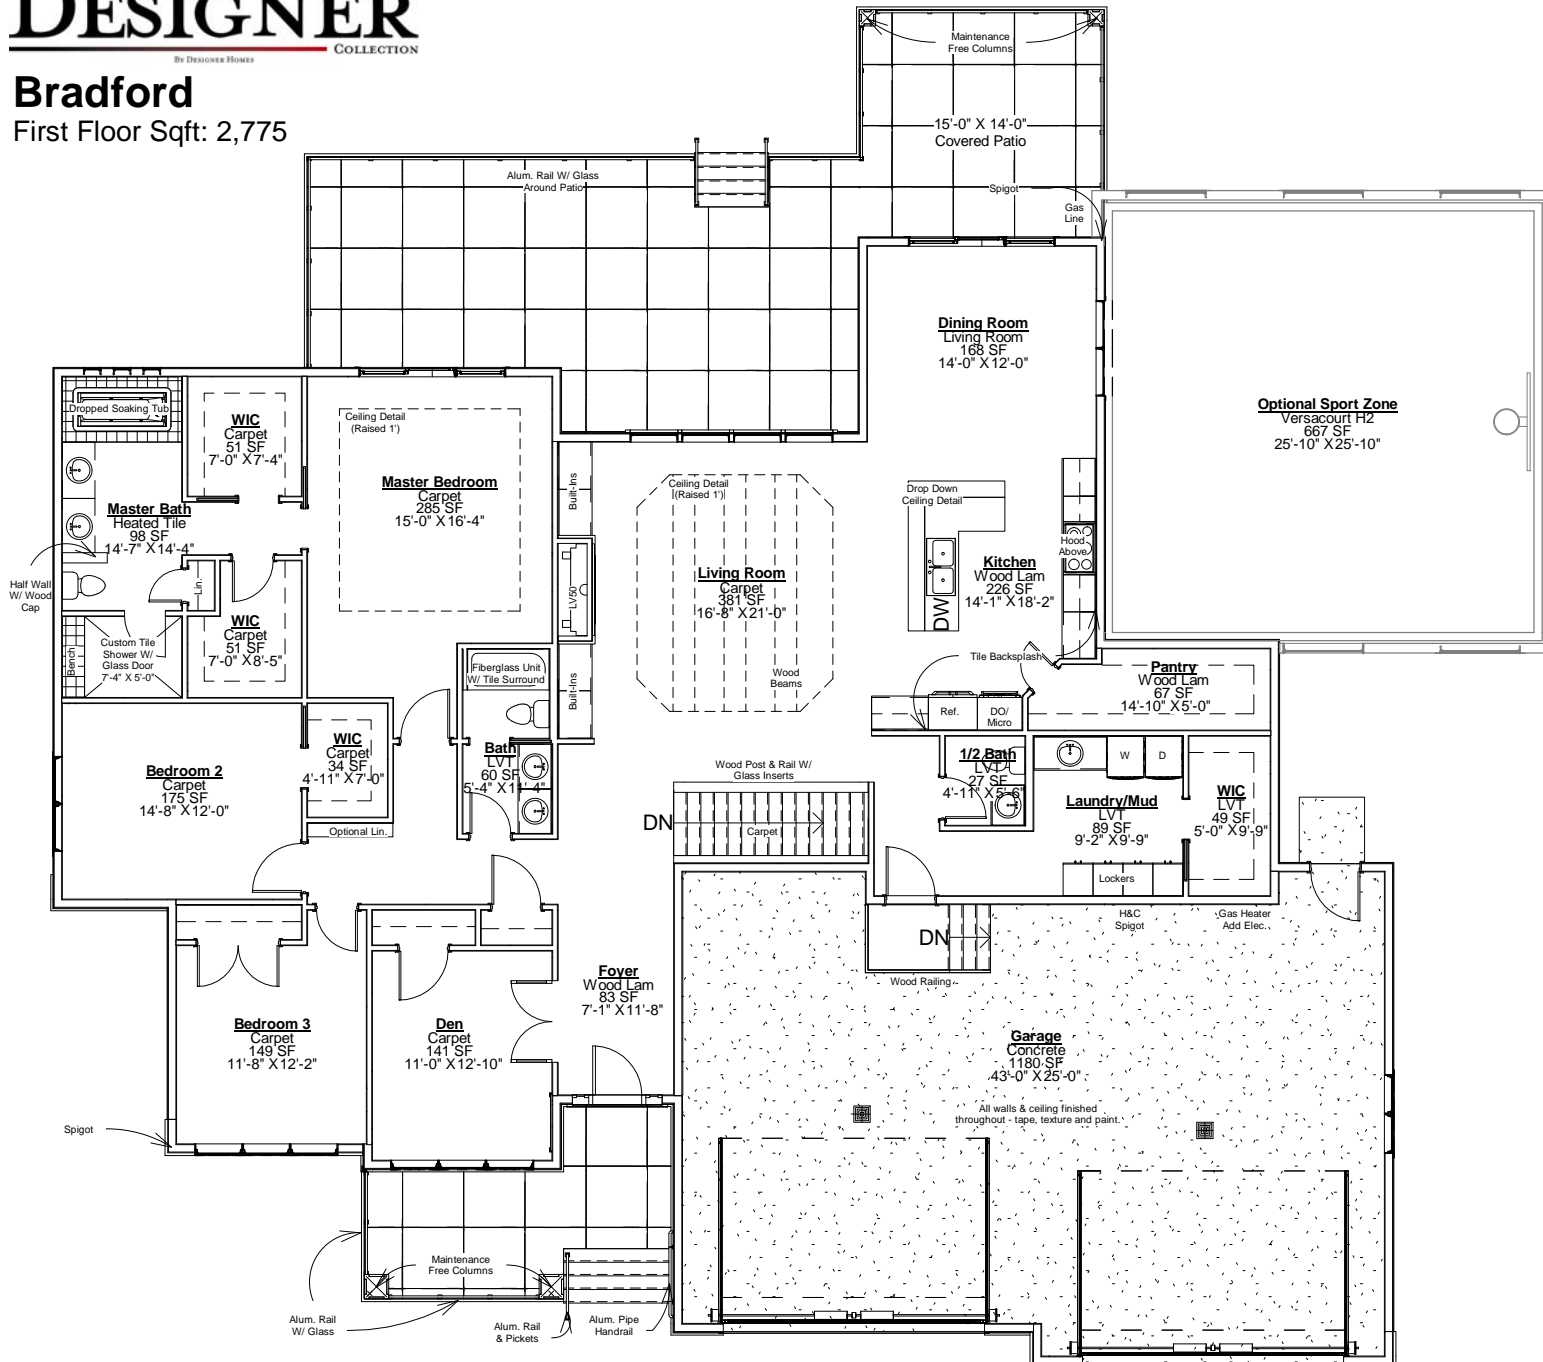 DESIGNER
COLLECTION
BY DESIGNER HOMES
Bradford
First Floor Sqft: 2,775
Maintenance
Free Columns
15'-0" X 14'-0"
Covered Patio
Alum. Rail W/ Glass
Around Patio
Spigot
Gas
Line
Dining Room
Living Room
168 SF
14'-0" X 12'-0"
Optional Sport Zone
Versacourt H2
667 SF
25'-10" X 25'-10"
Dropped Soaking Tub
WIC
Carpet
51 SF
7'-0" X 7'-4"
Ceiling Detail
(Raised 1')
Master Bedroom
Carpet
285 SF
15'-0" X 16'-4"
Built-Ins
Ceiling Detail
(Raised 1')
Drop Down
Ceiling Detail
Master Bath
Heated Tile
98 SF
14'-7" X 14'-4"
Hood
Above
Half Wall
W/ Wood
Cap
Lin.
LV50
Living Room
Carpet
381 SF
16'-8" X 21'-0"
Kitchen
Wood Lam
226 SF
14'-1" X 18'-2"
DW
WIC
Carpet
51 SF
7'-0" X 8'-5"
Bench
Custom Tile
Shower W/
Glass Door
7'-4" X 5'-0"
Fiberglass Unit
W/ Tile Surround
Built-Ins
Wood
Beams
Tile Backsplash
Pantry
Wood Lam
67 SF
14'-10" X 5'-0"
Ref.
DO/
Micro
WIC
Carpet
34 SF
4'-11" X 7'-0"
Bath
LVT
60 SF
5'-4" X 11'-4"
Bedroom 2
Carpet
175 SF
14'-8" X 12'-0"
Optional Lin.
Wood Post & Rail W/
Glass Inserts
DN
Carpet
1/2 Bath
LVT
27 SF
4'-11" X 5'-6"
W
D
Laundry/Mud
LVT
89 SF
9'-2" X 9'-9"
WIC
LVT
49 SF
5'-0" X 9'-9"
Lockers
H&C
Spigot
Gas Heater
Add Elec.
DN
Wood Railing
Foyer
Wood Lam
83 SF
7'-1" X 11'-8"
Bedroom 3
Carpet
149 SF
11'-8" X 12'-2"
Den
Carpet
141 SF
11'-0" X 12'-10"
Garage
Concrete
1180 SF
43'-0" X 25'-0"
All walls & ceiling finished
throughout - tape, texture and paint.
Spigot
Maintenance
Free Columns
Alum. Rail
W/ Glass
Alum. Rail
& Pickets
Alum. Pipe
Handrail